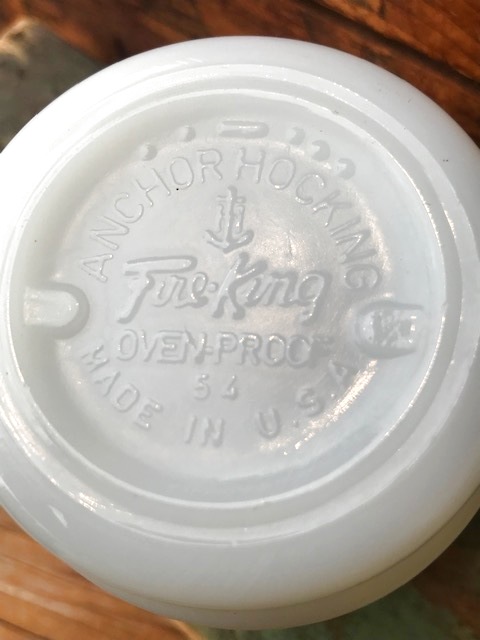 ANCHOR HOCKING
Fire-King
OVEN-PROOF
54
MADE IN U.S.A